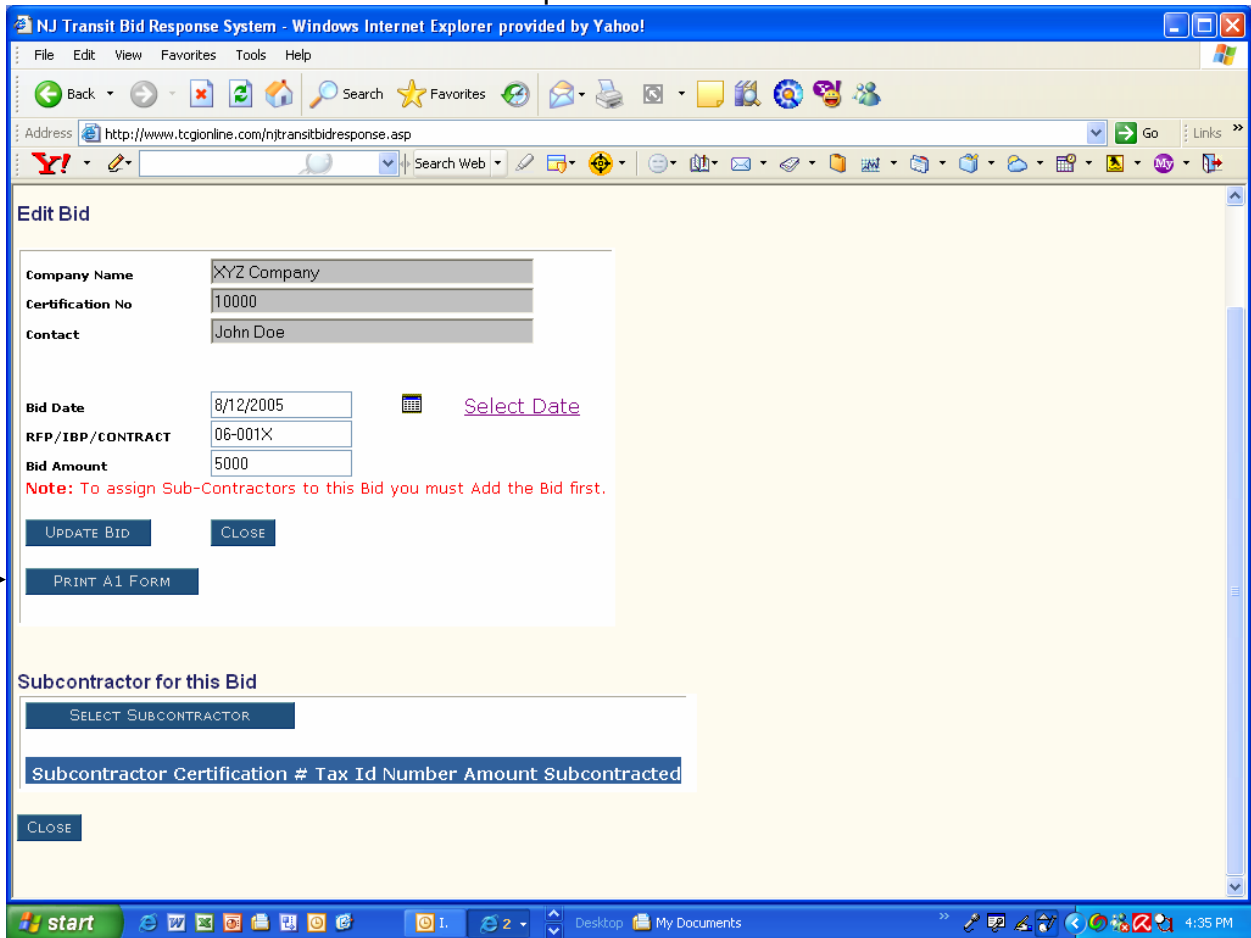 NJ Transit Bid Response System - Windows Internet Explorer provided by Yahoo!
File Edit View Favorites Tools Help
Back Search Favorites
Address http://www.tcgionline.com/njtransitbidresponse.asp Go Links »
Y! Search Web My
Edit Bid
Company Name XYZ Company
Certification No 10000
Contact John Doe
Bid Date 8/12/2005 Select Date
RFP/IBP/CONTRACT 06-001X
Bid Amount 5000
Note: To assign Sub-Contractors to this Bid you must Add the Bid first.
UPDATE BID CLOSE
PRINT A1 FORM
Subcontractor for this Bid
SELECT SUBCONTRACTOR
Subcontractor Certification # Tax Id Number Amount Subcontracted
CLOSE
start I. 2 Desktop My Documents » 4:35 PM